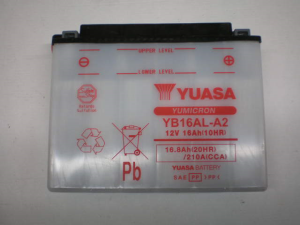 UPPER LEVEL
LOWER LEVEL
YUASA
YUMICRON
YB16AL-A2
12V 16Ah(10HR)
16.8Ah(20HR)
/210A(CCA)
Pb
YUASA BATTERY
PP